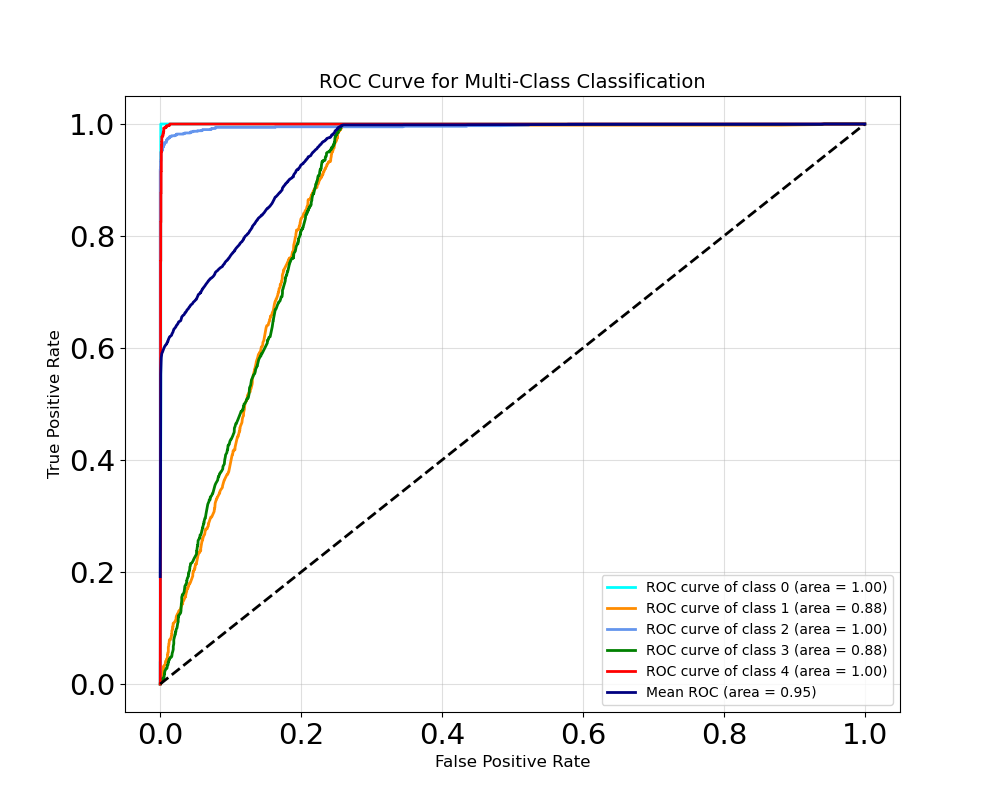 ROC Curve for Multi-Class Classification
1.0
0.8
0.6
0.4
0.2
0.0
True Positive Rate
ROC curve of class 0 (area = 1.00)
ROC curve of class 1 (area = 0.88)
ROC curve of class 2 (area = 1.00)
ROC curve of class 3 (area = 0.88)
ROC curve of class 4 (area = 1.00)
Mean ROC (area = 0.95)
0.0 0.2 0.4 0.6 0.8 1.0
False Positive Rate